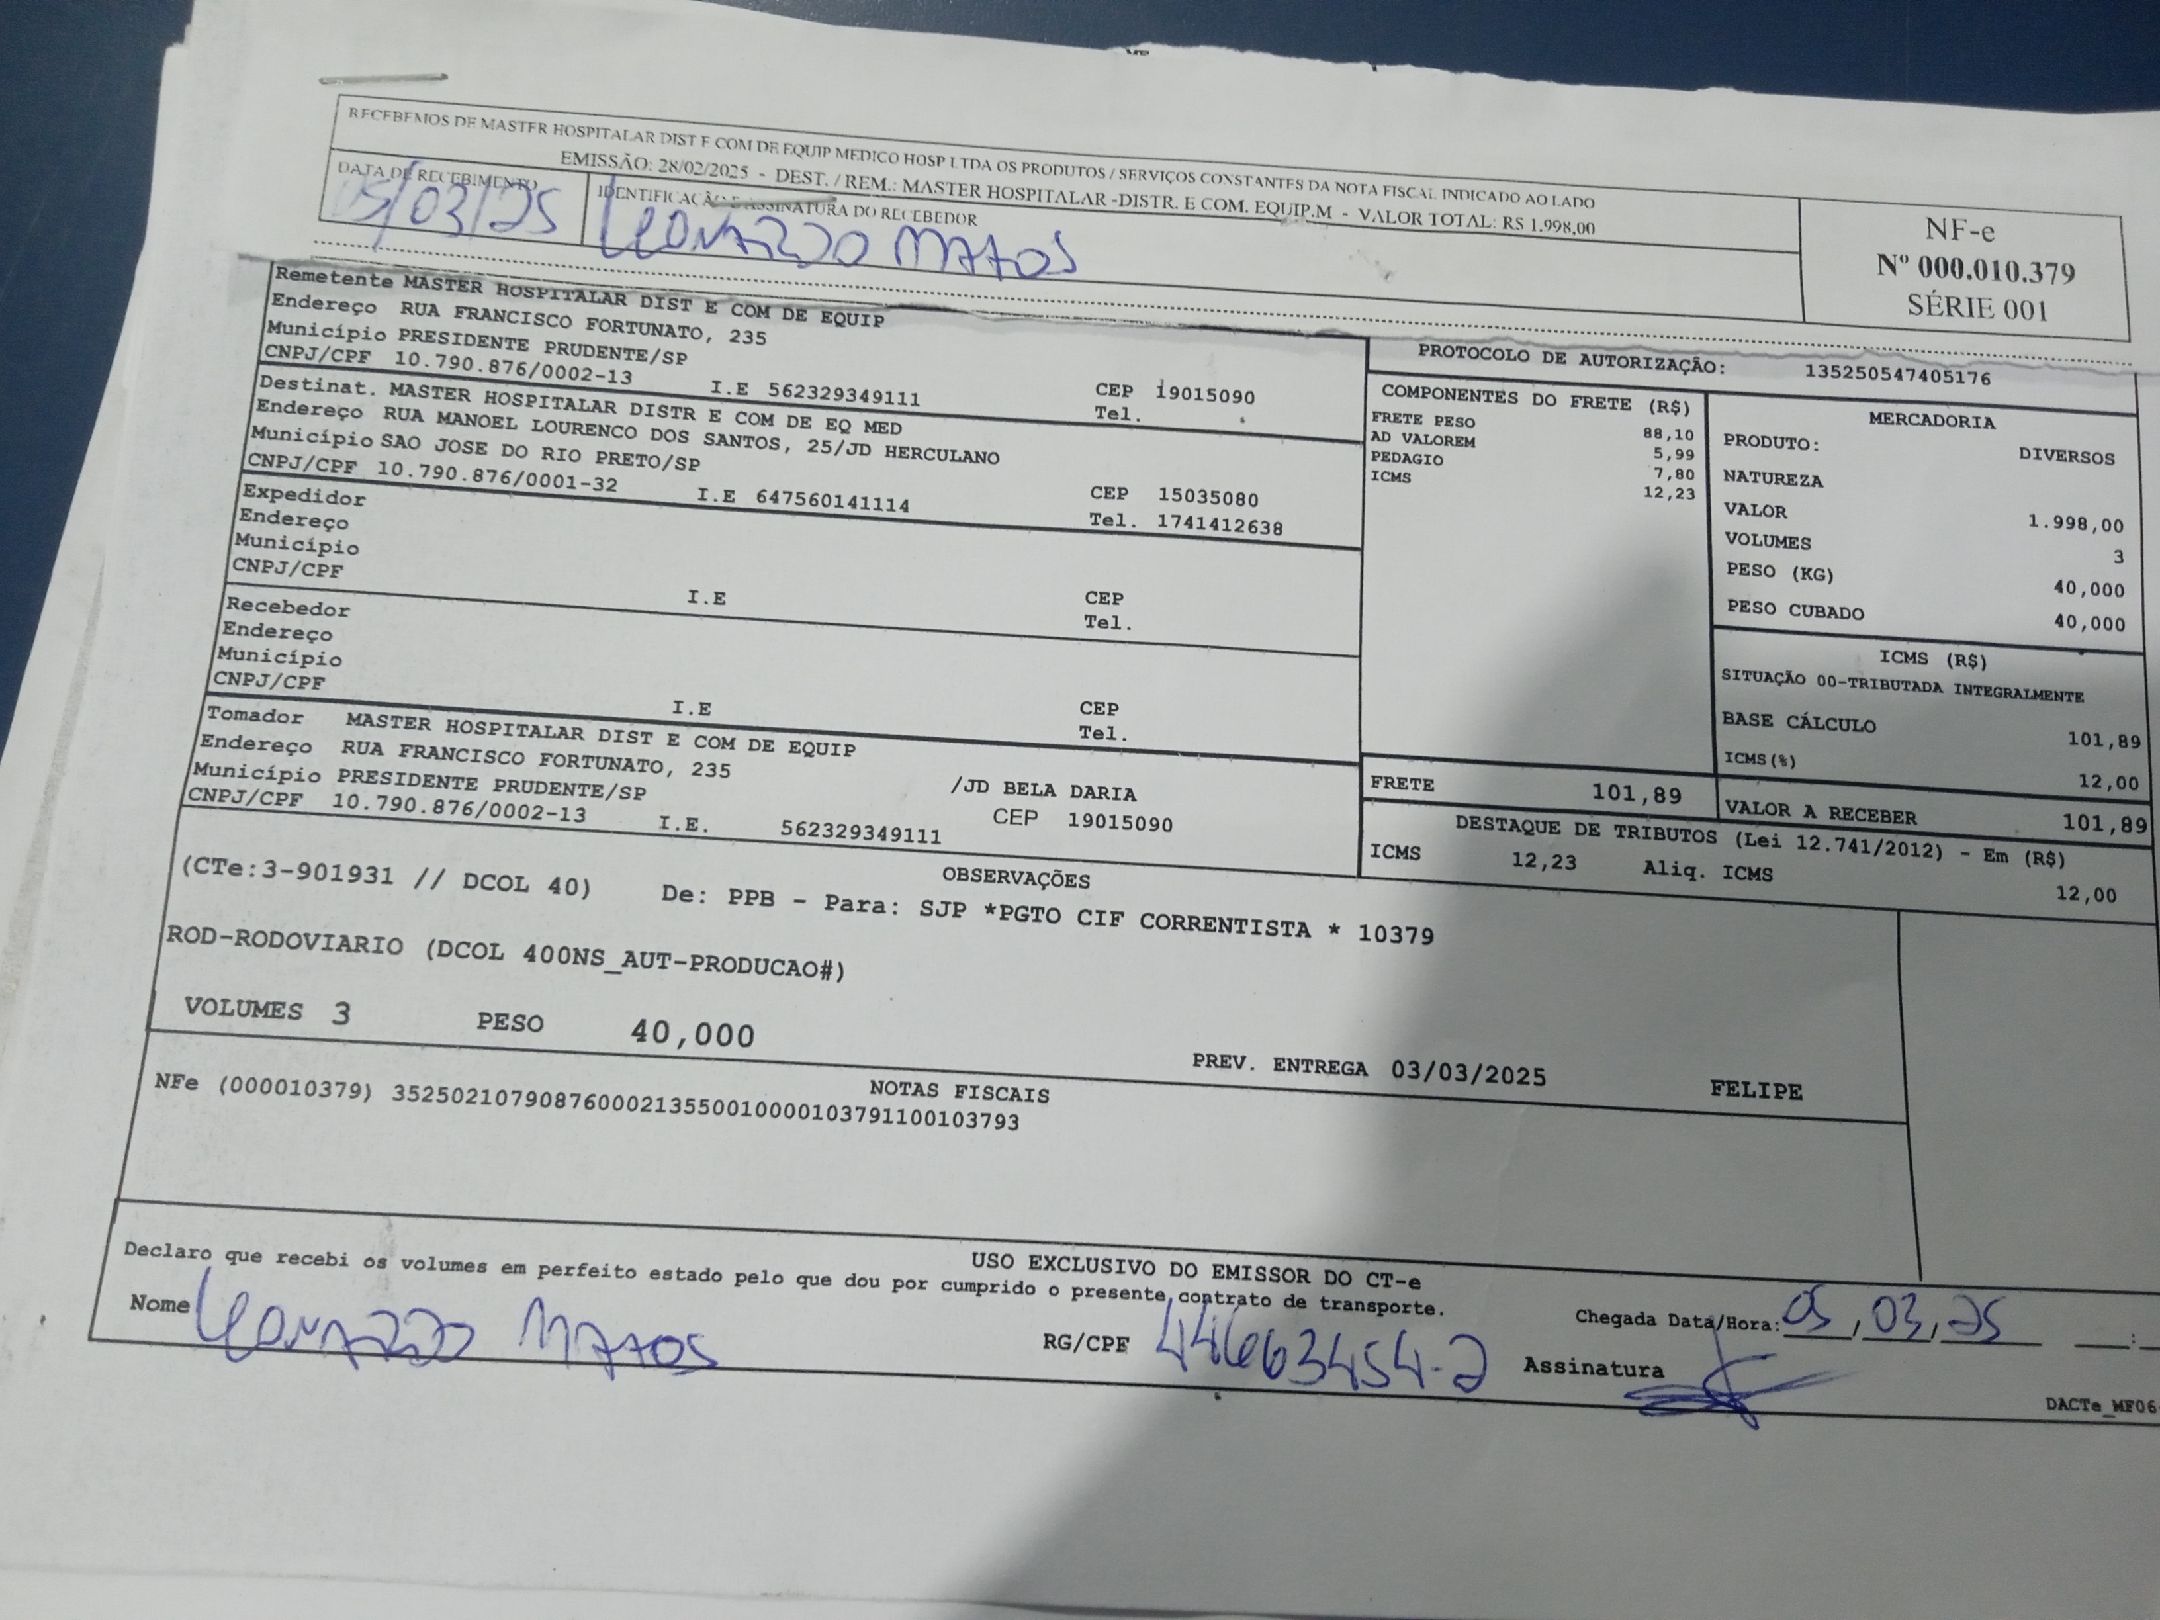 RECEBEMOS DE MASTER HOSPITALAR DIST E COM DE EQUIP MEDICO HOSP LTDA OS PRODUTOS / SERVIÇOS CONSTANTES DA NOTA FISCAL INDICADO AO LADO
EMISSÃO: 28/02/2025 - DEST. / REM.: MASTER HOSPITALAR -DISTR. E COM. EQUIP.M - VALOR TOTAL: R$ 1.998,00
DATA DE RECEBIMENTO
5/03/25
IDENTIFICAÇÃO E ASSINATURA DO RECEBEDOR
LEONARDO MATOS
NF-e
Nº 000.010.379
SÉRIE 001
Remetente MASTER HOSPITALAR DIST E COM DE EQUIP
Endereço RUA FRANCISCO FORTUNATO, 235
Município PRESIDENTE PRUDENTE/SP
CNPJ/CPF 10.790.876/0002-13 I.E 562329349111 CEP 19015090
Tel.
Destinat. MASTER HOSPITALAR DISTR E COM DE EQ MED
Endereço RUA MANOEL LOURENCO DOS SANTOS, 25/JD HERCULANO
Município SAO JOSE DO RIO PRETO/SP
CNPJ/CPF 10.790.876/0001-32 I.E 647560141114 CEP 15035080
Tel. 1741412638
Expedidor
Endereço
Município
CNPJ/CPF I.E CEP
Tel.
Recebedor
Endereço
Município
CNPJ/CPF I.E CEP
Tel.
Tomador MASTER HOSPITALAR DIST E COM DE EQUIP
Endereço RUA FRANCISCO FORTUNATO, 235 /JD BELA DARIA
Município PRESIDENTE PRUDENTE/SP CEP 19015090
CNPJ/CPF 10.790.876/0002-13 I.E. 562329349111
PROTOCOLO DE AUTORIZAÇÃO: 135250547405176
COMPONENTES DO FRETE (R$)
FRETE PESO 88,10
AD VALOREM 5,99
PEDAGIO 7,80
ICMS 12,23
MERCADORIA
PRODUTO: DIVERSOS
NATUREZA
VALOR 1.998,00
VOLUMES 3
PESO (KG) 40,000
PESO CUBADO 40,000
ICMS (R$)
SITUAÇÃO 00-TRIBUTADA INTEGRALMENTE
BASE CÁLCULO 101,89
ICMS(%) 12,00
FRETE 101,89
VALOR A RECEBER 101,89
DESTAQUE DE TRIBUTOS (Lei 12.741/2012) - Em (R$)
ICMS 12,23 Aliq. ICMS 12,00
OBSERVAÇÕES
(CTe:3-901931 // DCOL 40) De: PPB - Para: SJP *PGTO CIF CORRENTISTA * 10379
ROD-RODOVIARIO (DCOL 400NS_AUT-PRODUCAO#)
VOLUMES 3 PESO 40,000
PREV. ENTREGA 03/03/2025 FELIPE
NOTAS FISCAIS
NFe (000010379) 35250210790876000213550010000103791100103793
USO EXCLUSIVO DO EMISSOR DO CT-e
Declaro que recebi os volumes em perfeito estado pelo que dou por cumprido o presente contrato de transporte.
Nome LEONARDO MATOS RG/CPF 44663454-2
Chegada Data/Hora: 05,03,25 :
Assinatura
DACTe_MF06